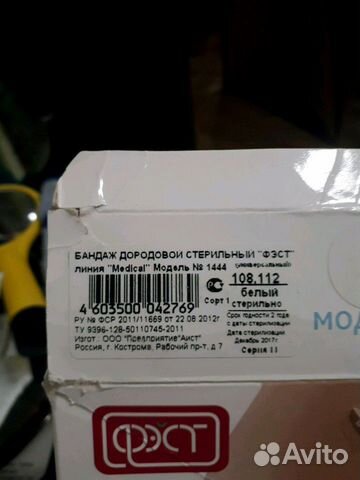 БАНДАЖ ДОРОДОВОЙ СТЕРИЛЬНЫЙ "ФЭСТ"
линия "Medical" Модель № 1444 (универсальный)
108,112
белый
Сорт 1 стерильно
4 603500 042769
Срок годности 2 года
с даты стерилизации
Дата стерилизации
Декабрь 2017г.
Серия 11
РУ № ФСР 2011/11669 от 22.08.2012г.
ТУ 9396-128-50110745-2011
Изгот.: ООО "Предприятие"Аист"
Россия, г. Кострома, Рабочий пр-т, д 7
МОД
ФЭСТ
Avito